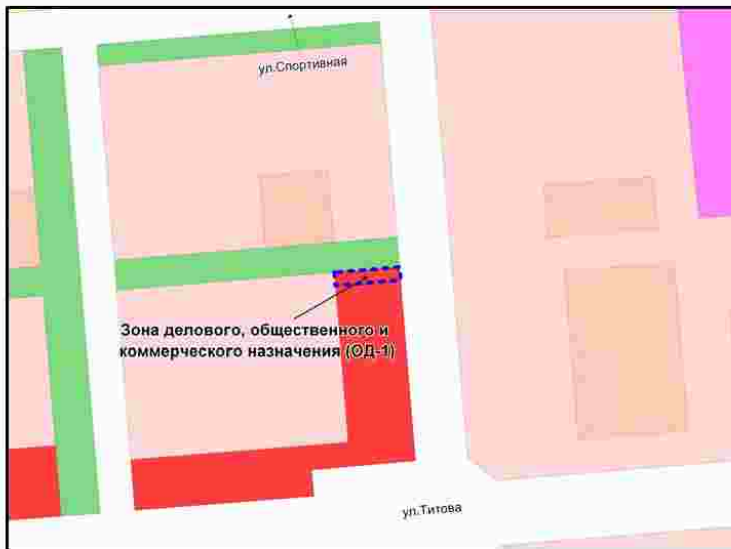 ул.Спортивная
Зона делового, общественного и
коммерческого назначения (ОД-1)
ул.Титова